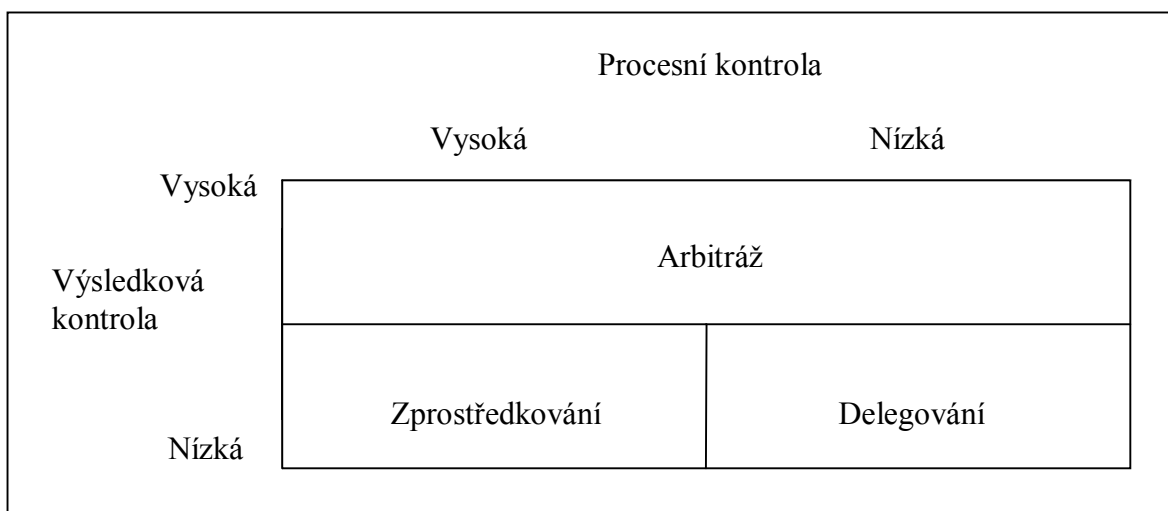 Procesní kontrola
Vysoká
Nízká
Vysoká
Arbitráž
Výsledková
kontrola
Zprostředkování
Delegování
Nízká